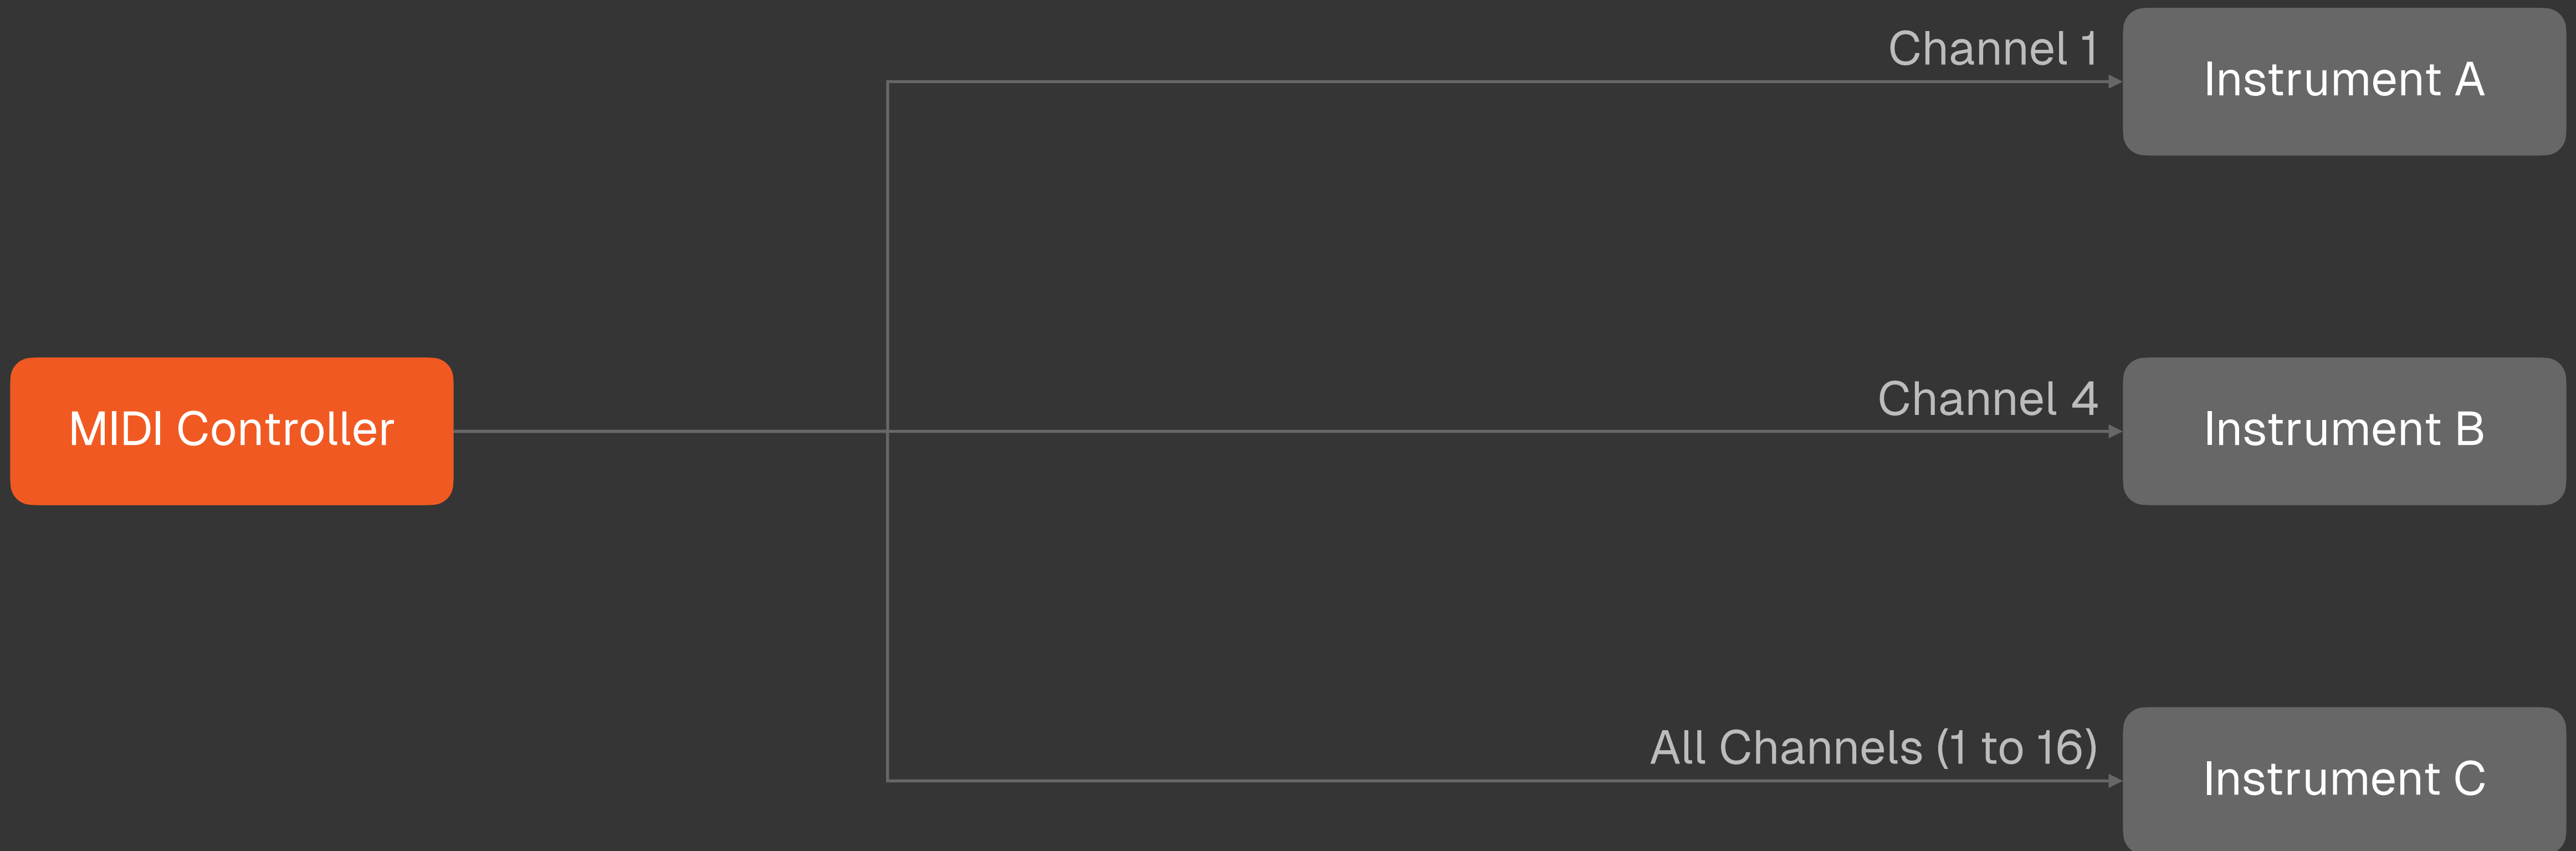 Channel 1
Instrument A
MIDI Controller
Channel 4
Instrument B
All Channels (1 to 16)
Instrument C